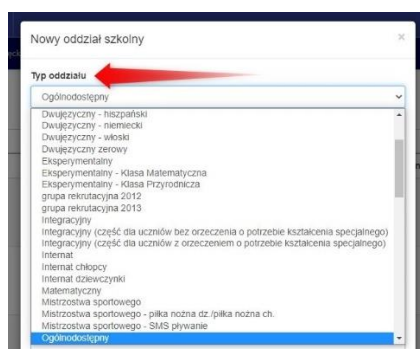 Nowy oddział szkolny
×
Typ oddziału
Ogólnodostępny
Dwujęzyczny - hiszpański
Dwujęzyczny - niemiecki
Dwujęzyczny - włoski
Dwujęzyczny zerowy
Eksperymentalny
Eksperymentalny - Klasa Matematyczna
Eksperymentalny - Klasa Przyrodnicza
grupa rekrutacyjna 2012
grupa rekrutacyjna 2013
Integracyjny
Integracyjny (część dla uczniów bez orzeczenia o potrzebie kształcenia specjalnego)
Integracyjny (część dla uczniów z orzeczeniem o potrzebie kształcenia specjalnego)
Internat
Internat chłopcy
Internat dziewczynki
Matematyczny
Mistrzostwa sportowego
Mistrzostwa sportowego - piłka nożna dz./piłka nożna ch.
Mistrzostwa sportowego - SMS pływanie
Ogólnodostępny